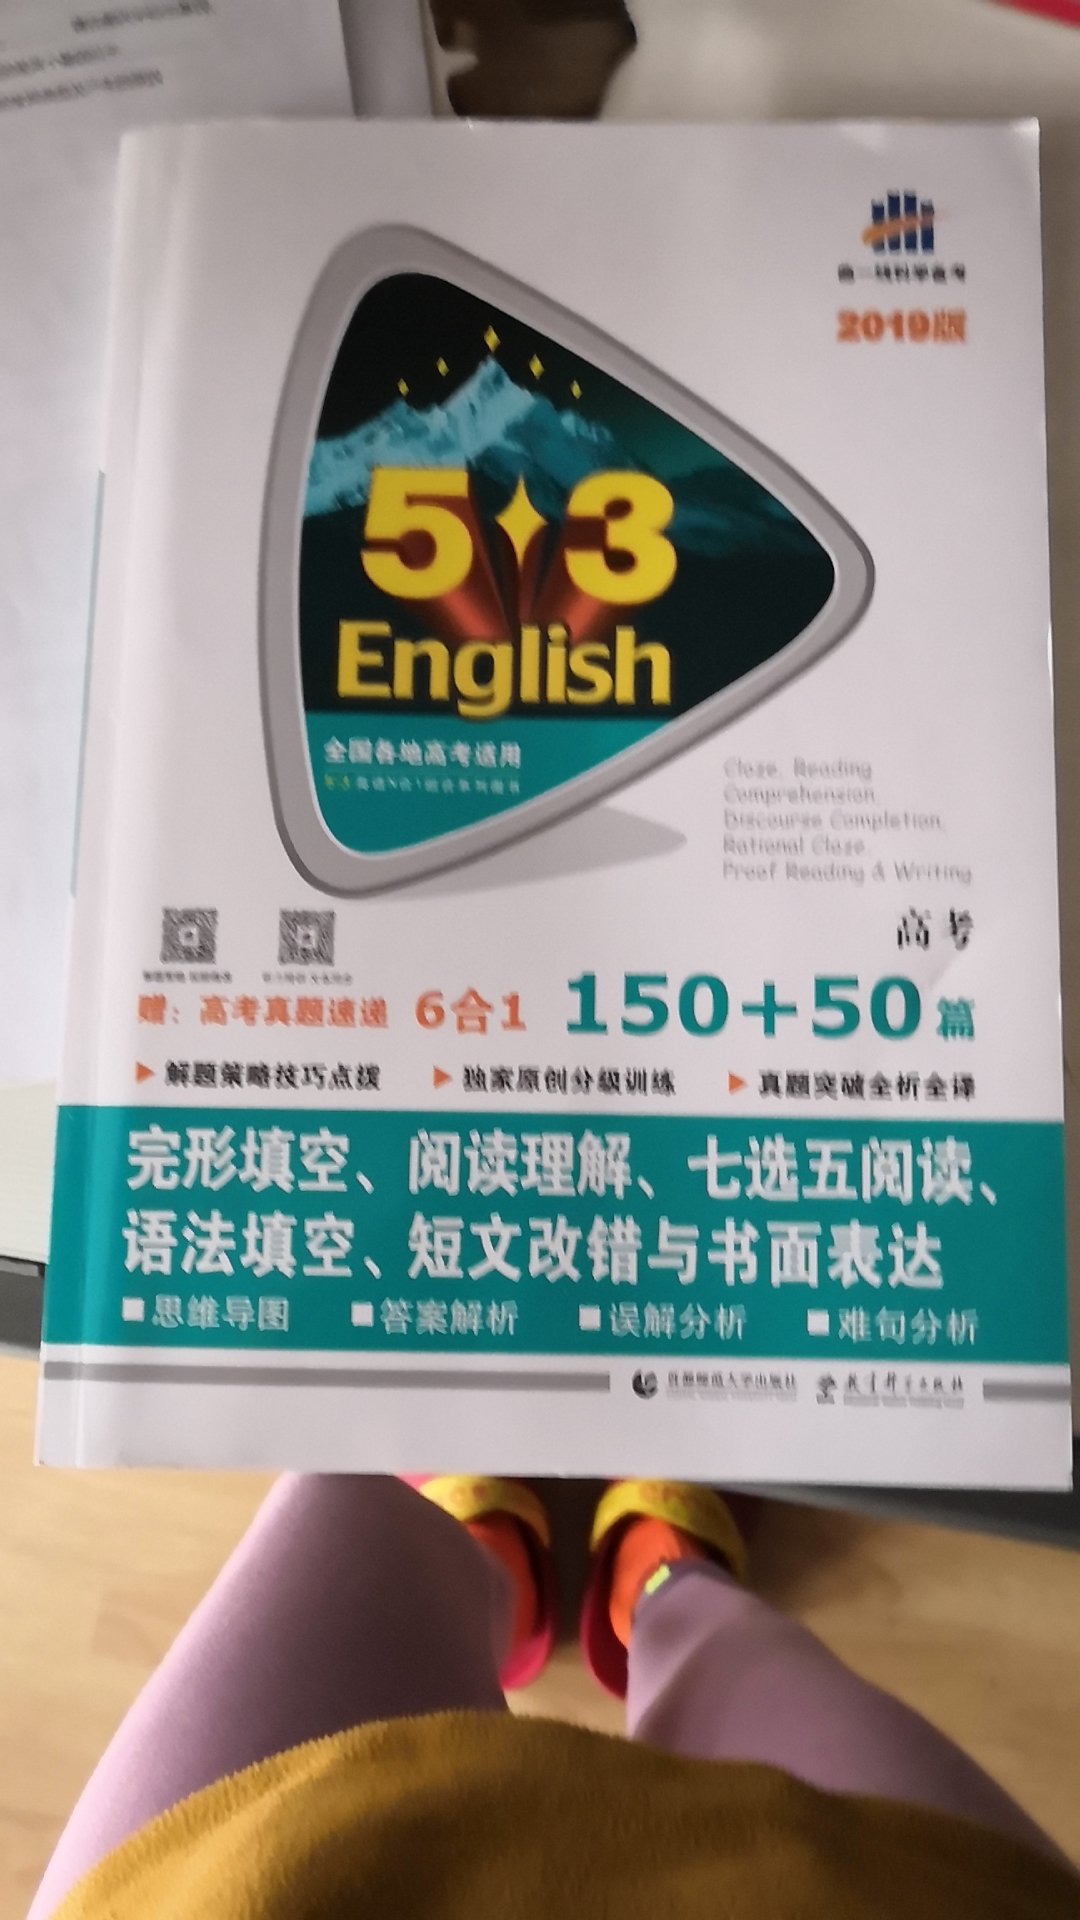 曲一线科学备考
2019版
5·3
English
全国各地高考适用
Cloze, Reading
Comprehension,
Discourse Completion,
Rational Cloze,
Proof Reading & Writing
高考
赠：高考真题速递 6合1 150+50篇
解题策略技巧点拨 独家原创分级训练 真题突破全析全译
完形填空、阅读理解、七选五阅读、
语法填空、短文改错与书面表达
思维导图 答案解析 误解分析 难句分析
首都师范大学出版社 教育科学出版社